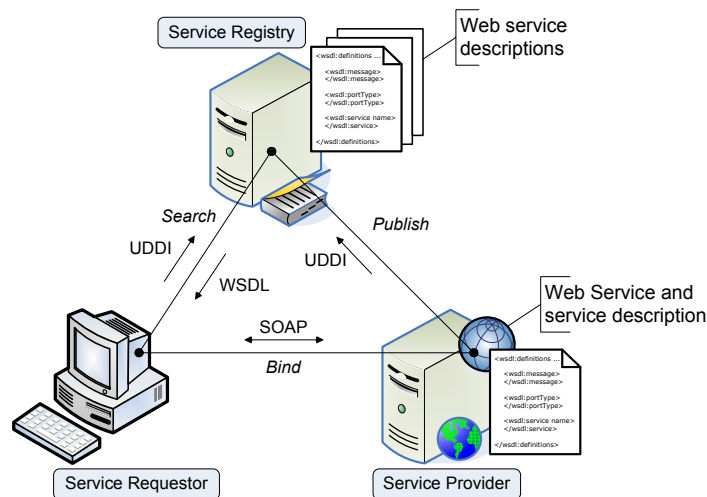 Service Registry
Web service
descriptions
<wsdl:definitions ...
<wsdl:message>
</wsdl:message>
<wsdl:portType>
</wsdl:portType>
<wsdl:service name>
</wsdl:service>
</wsdl:definitions>
Search
Publish
UDDI
UDDI
WSDL
Web Service and
service description
SOAP
Bind
<wsdl:definitions ...
<wsdl:message>
</wsdl:message>
<wsdl:portType>
</wsdl:portType>
<wsdl:service name>
</wsdl:service>
</wsdl:definitions>
Service Requestor
Service Provider